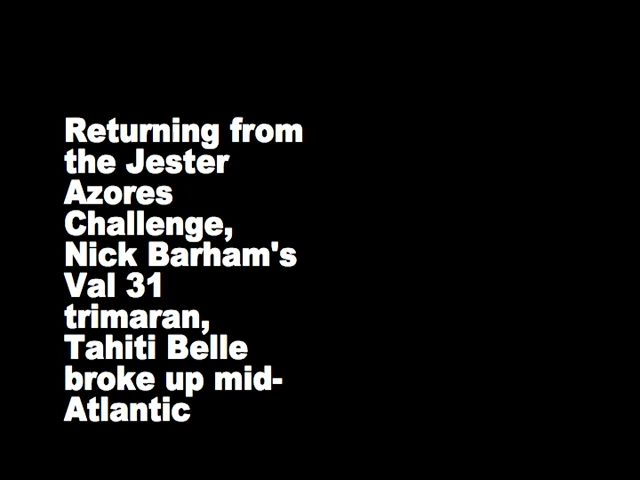 Returning from
the Jester
Azores
Challenge,
Nick Barham's
Val 31
trimaran,
Tahiti Belle
broke up mid-
Atlantic